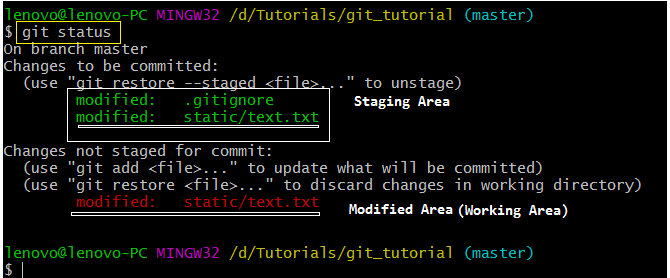 lenovo@lenovo-PC MINGW32 /d/Tutorials/git_tutorial (master)
$ git status
On branch master
Changes to be committed:
  (use "git restore --staged <file>..." to unstage)
        modified:   .gitignore
Staging Area
        modified:   static/text.txt
Changes not staged for commit:
  (use "git add <file>..." to update what will be committed)
  (use "git restore <file>..." to discard changes in working directory)
        modified:   static/text.txt
Modified Area (Working Area)
lenovo@lenovo-PC MINGW32 /d/Tutorials/git_tutorial (master)
$